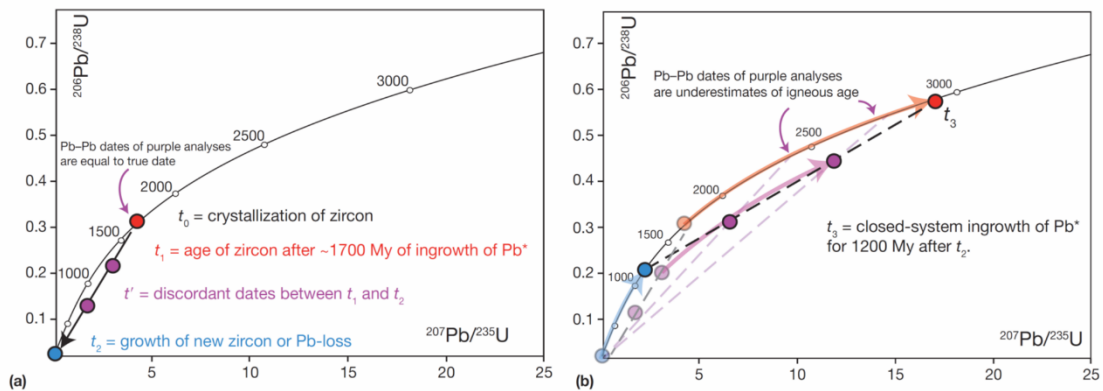 ²⁰⁶Pb/²³⁸U
0.7
0.6
0.5
0.4
0.3
0.2
0.1
3000
2500
2000
1500
1000
Pb–Pb dates of purple analyses
are equal to true date
t₀ = crystallization of zircon
t₁ = age of zircon after ~1700 My of ingrowth of Pb*
t′ = discordant dates between t₁ and t₂
t₂ = growth of new zircon or Pb-loss
²⁰⁷Pb/²³⁵U
5
10
15
20
25
(a)
²⁰⁶Pb/²³⁸U
0.7
0.6
0.5
0.4
0.3
0.2
0.1
Pb–Pb dates of purple analyses
are underestimates of igneous age
3000
2500
2000
1500
1000
t₃
t₃ = closed-system ingrowth of Pb*
for 1200 My after t₂.
²⁰⁷Pb/²³⁵U
5
10
15
20
25
(b)